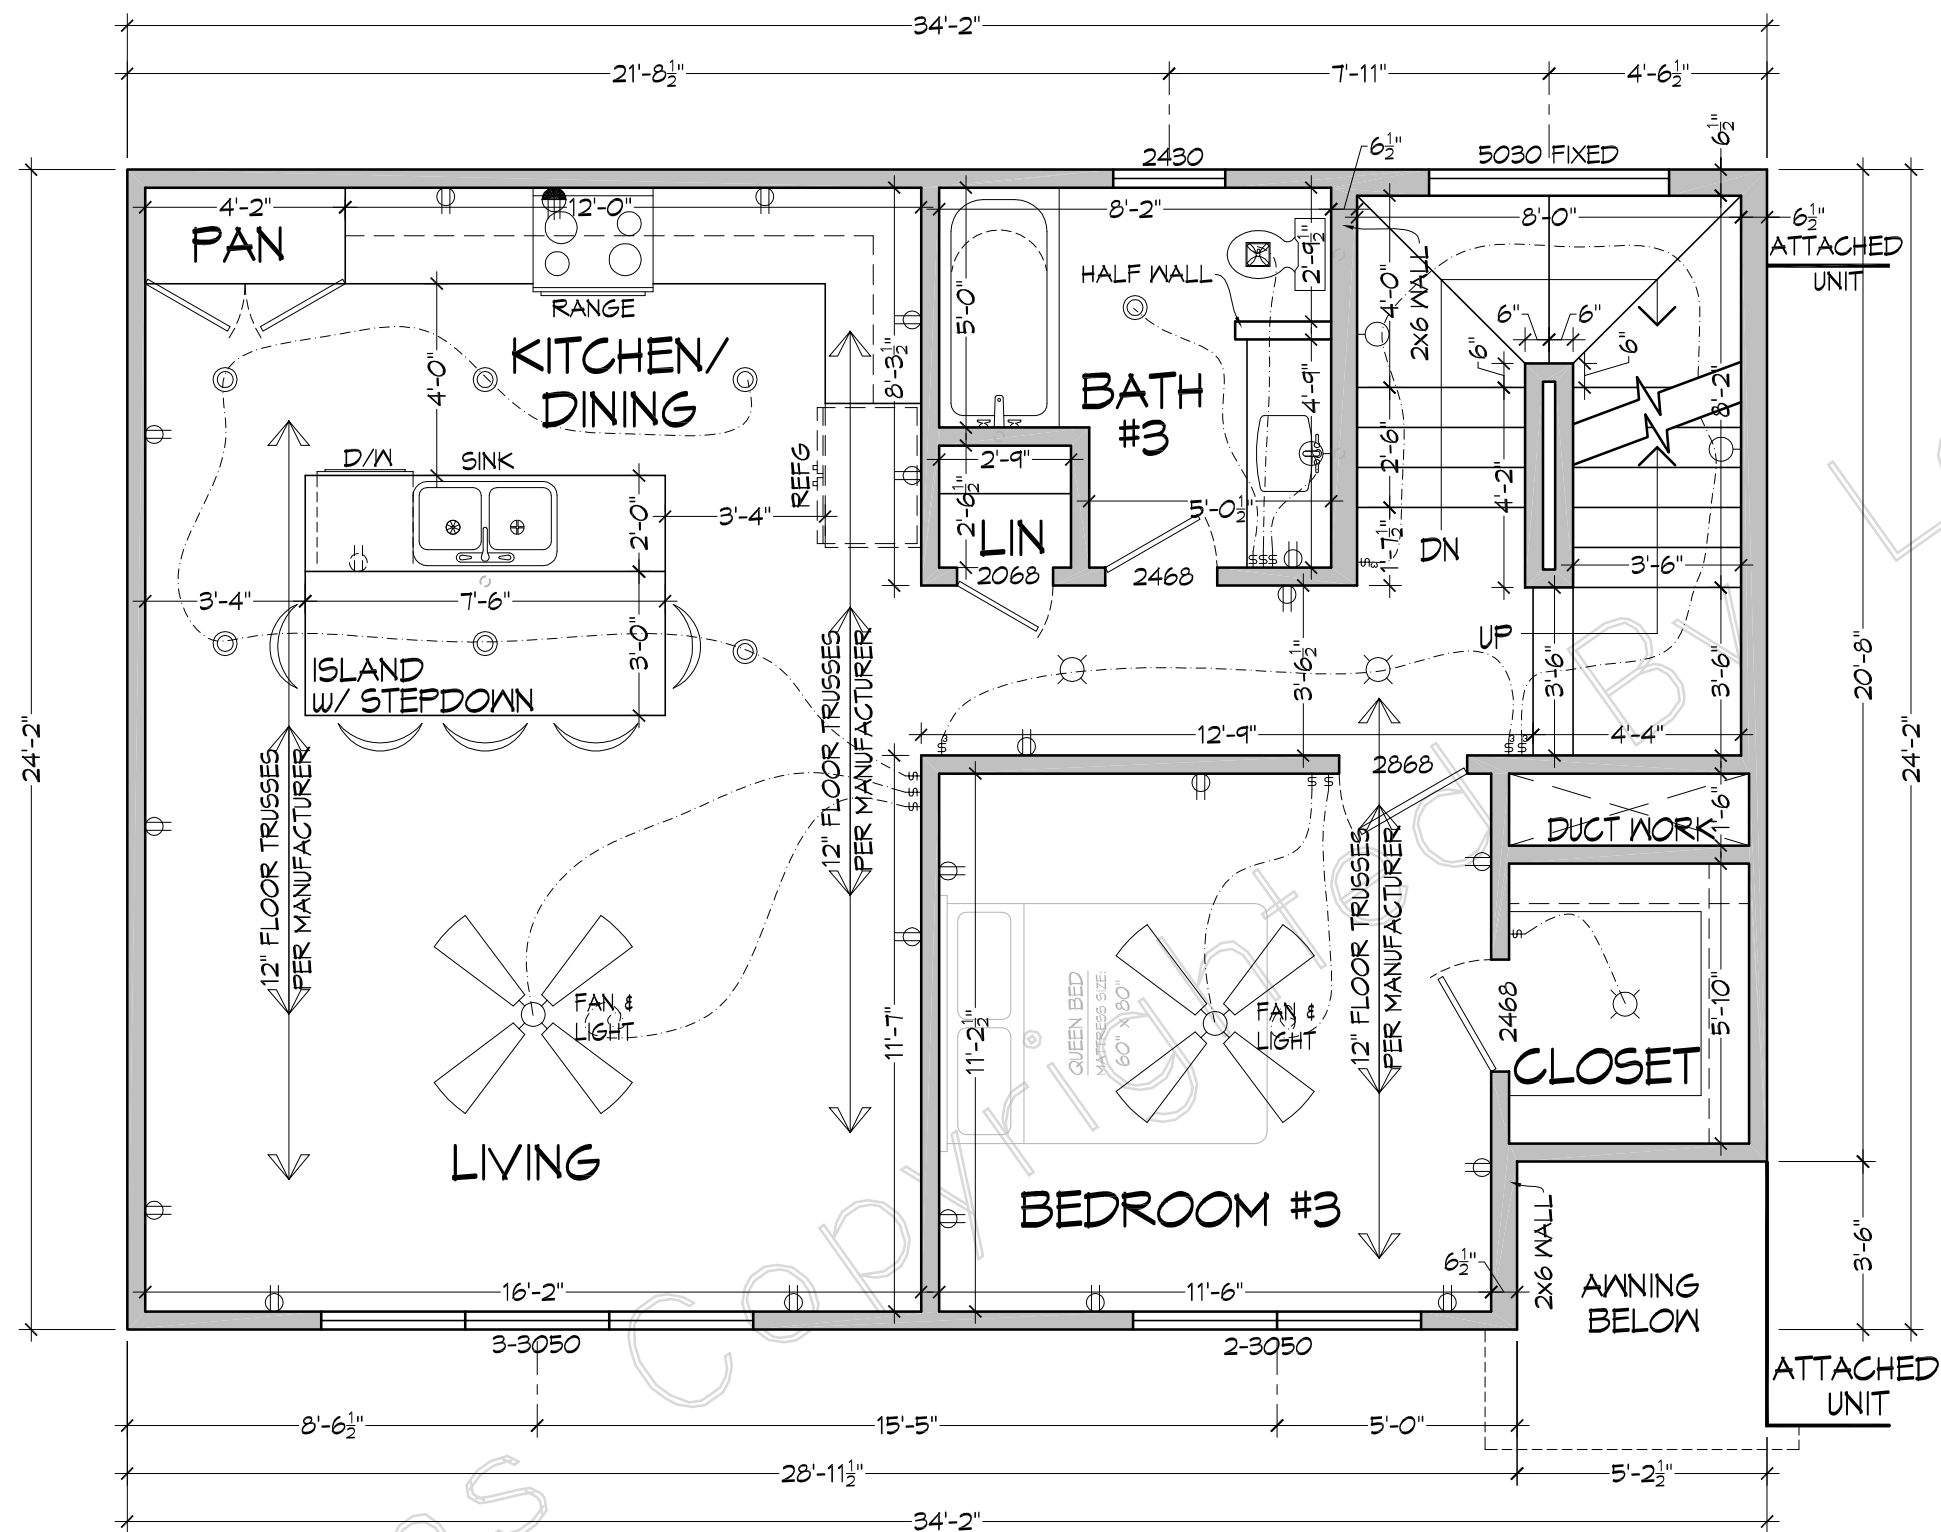 34'-2"
21'-8½"
7'-11"
4'-6½"
6½"
2430
6½"
5030 FIXED
4'-2"
12'-0"
8'-2"
8'-0"
6½"
ATTACHED
UNIT
PAN
RANGE
KITCHEN/
DINING
4'-0"
8'-3½"
5'-0"
HALF WALL
2'-9½"
4'-0"
2x6 WALL
6"
6"
6"
6"
8'-2"
BATH
#3
4'-9"
2'-6"
4'-2"
D/W
SINK
REFG
2'-0"
3'-4"
2'-9"
2'-6½"
LIN
5'-0½"
1'-7½"
DN
3'-6"
2068
2468
3'-4"
7'-6"
3'-0"
ISLAND
w/ STEPDOWN
UP
3'-6½"
3'-6"
3'-6"
20'-8"
24'-2"
24'-2"
12'-9"
4'-4"
12" FLOOR TRUSSES
PER MANUFACTURER
12" FLOOR TRUSSES
PER MANUFACTURER
2868
DUCT WORK
1'-6"
12" FLOOR TRUSSES
PER MANUFACTURER
FAN &
LIGHT
11'-7"
11'-2½"
QUEEN BED
MATTRESS SIZE:
60" x 80"
FAN &
LIGHT
2468
5'-10"
CLOSET
LIVING
BEDROOM #3
6½"
2x6 WALL
3'-6"
AWNING
BELOW
16'-2"
11'-6"
3-3050
2-3050
ATTACHED
UNIT
8'-6½"
15'-5"
5'-0"
28'-11½"
5'-2½"
34'-2"
Copyrighted By